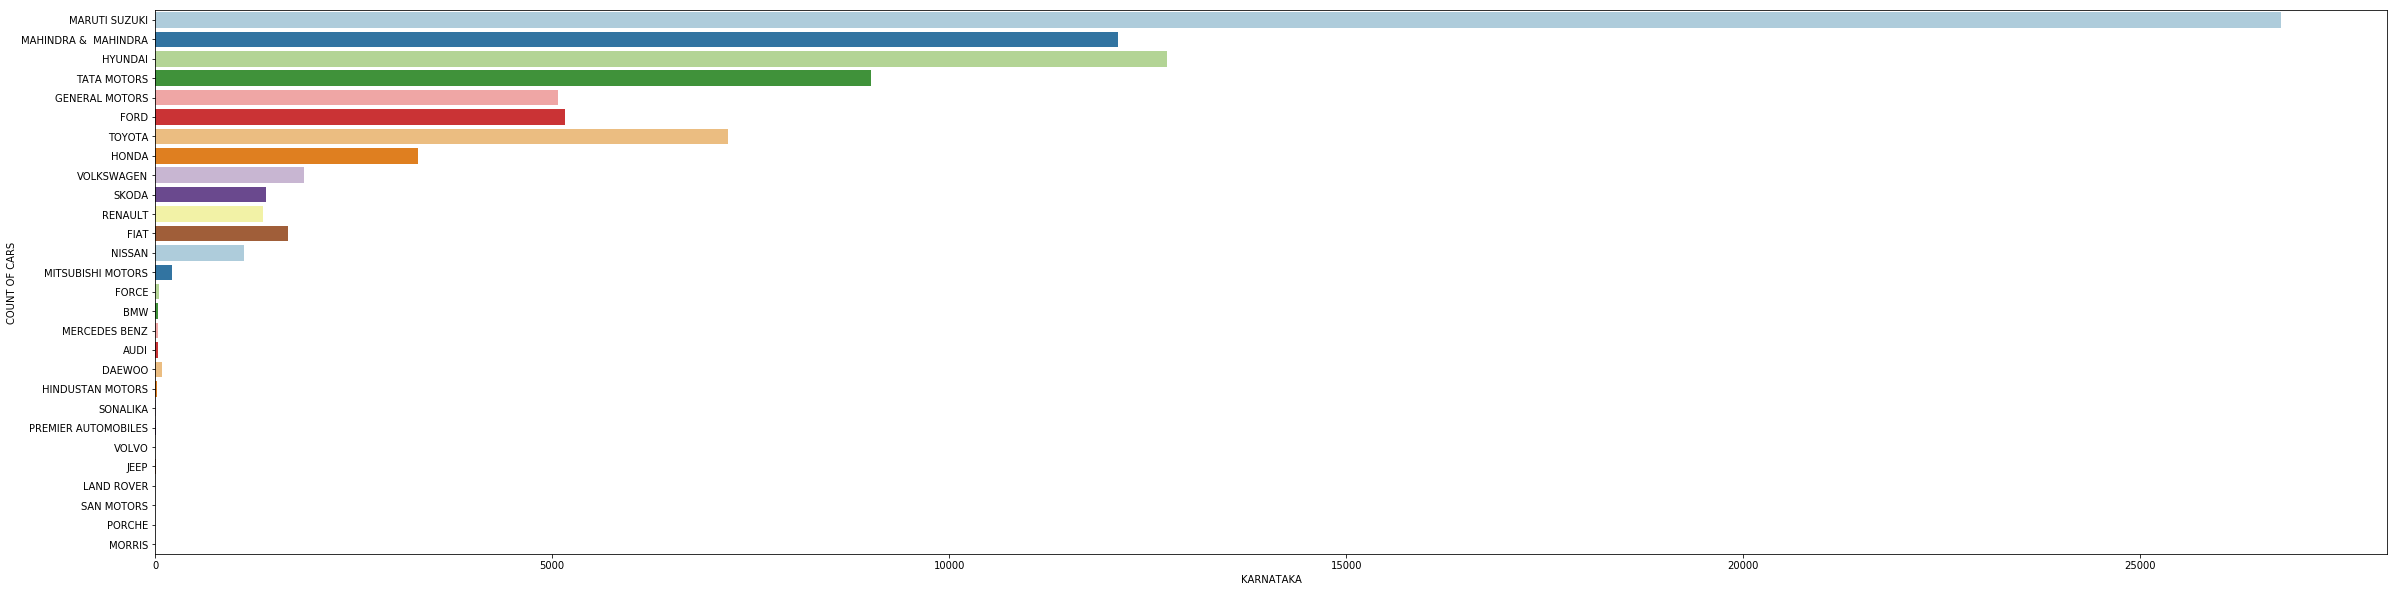 COUNT OF CARS
MARUTI SUZUKI
MAHINDRA &  MAHINDRA
HYUNDAI
TATA MOTORS
GENERAL MOTORS
FORD
TOYOTA
HONDA
VOLKSWAGEN
SKODA
RENAULT
FIAT
NISSAN
MITSUBISHI MOTORS
FORCE
BMW
MERCEDES BENZ
AUDI
DAEWOO
HINDUSTAN MOTORS
SONALIKA
PREMIER AUTOMOBILES
VOLVO
JEEP
LAND ROVER
SAN MOTORS
PORCHE
MORRIS
0 5000 10000 15000 20000 25000
KARNATAKA